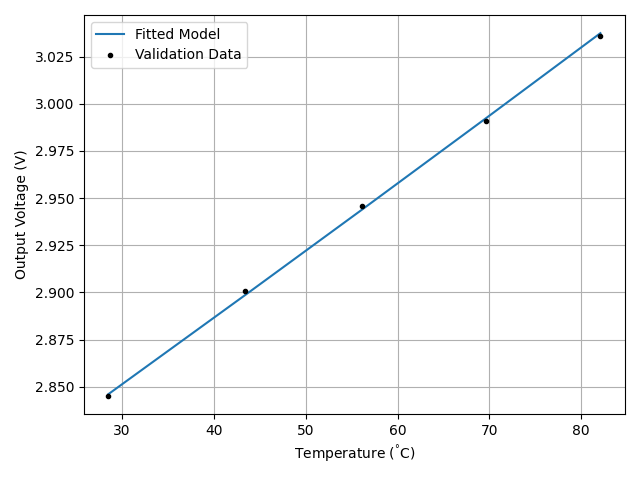 Fitted Model
Validation Data
Output Voltage (V)
3.025
3.000
2.975
2.950
2.925
2.900
2.875
2.850
30 40 50 60 70 80
Temperature (°C)